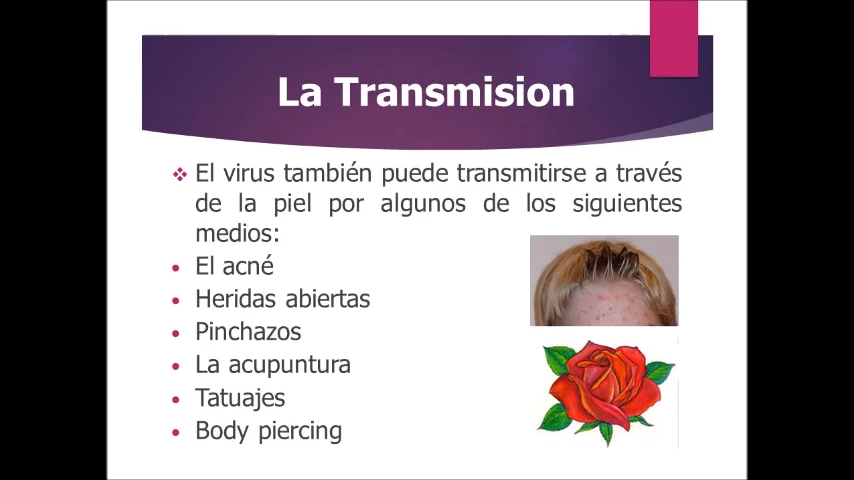 La Transmision
El virus también puede transmitirse a través
de la piel por algunos de los siguientes
medios:
El acné
Heridas abiertas
Pinchazos
La acupuntura
Tatuajes
Body piercing